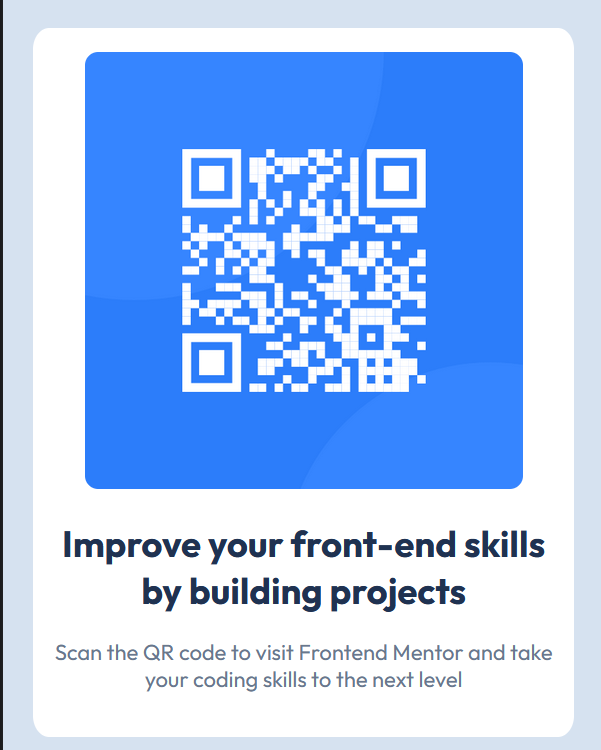 Improve your front-end skills
by building projects
Scan the QR code to visit Frontend Mentor and take
your coding skills to the next level